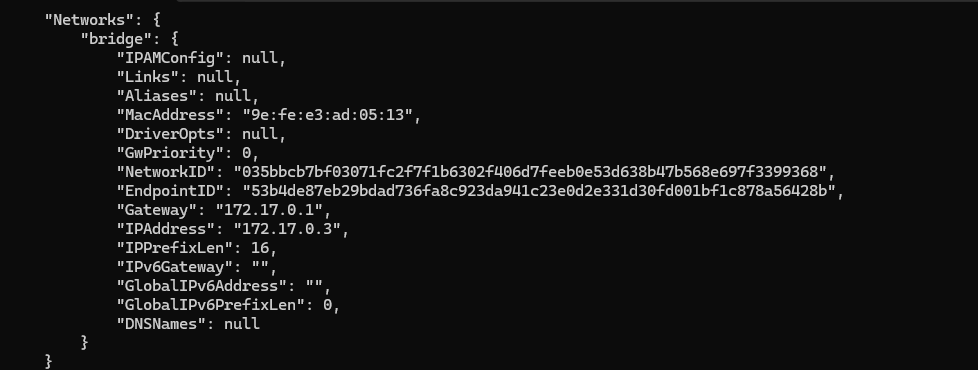 "Networks": {
"bridge": {
"IPAMConfig": null,
"Links": null,
"Aliases": null,
"MacAddress": "9e:fe:e3:ad:05:13",
"DriverOpts": null,
"GwPriority": 0,
"NetworkID": "035bbcb7bf03071fc2f7f1b6302f406d7feeb0e53d638b47b568e697f3399368",
"EndpointID": "53b4de87eb29bdad736fa8c923da941c23e0d2e331d30fd001bf1c878a56428b",
"Gateway": "172.17.0.1",
"IPAddress": "172.17.0.3",
"IPPrefixLen": 16,
"IPv6Gateway": "",
"GlobalIPv6Address": "",
"GlobalIPv6PrefixLen": 0,
"DNSNames": null
}
}